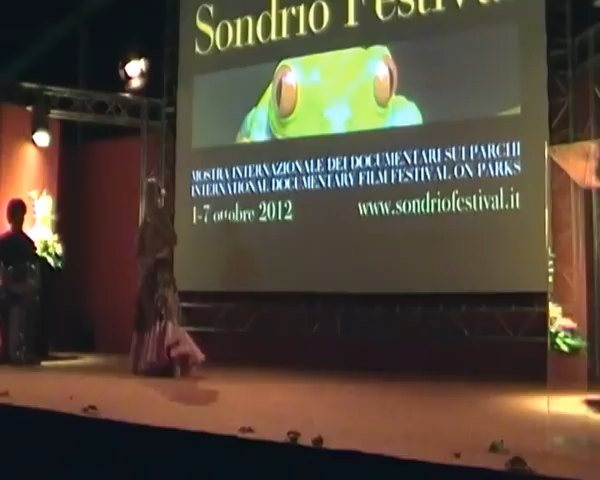 Sondrio Festival
MOSTRA INTERNAZIONALE DEI DOCUMENTARI SUI PARCHI
INTERNATIONAL DOCUMENTARY FILM FESTIVAL ON PARKS
1-7 ottobre 2012 www.sondriofestival.it